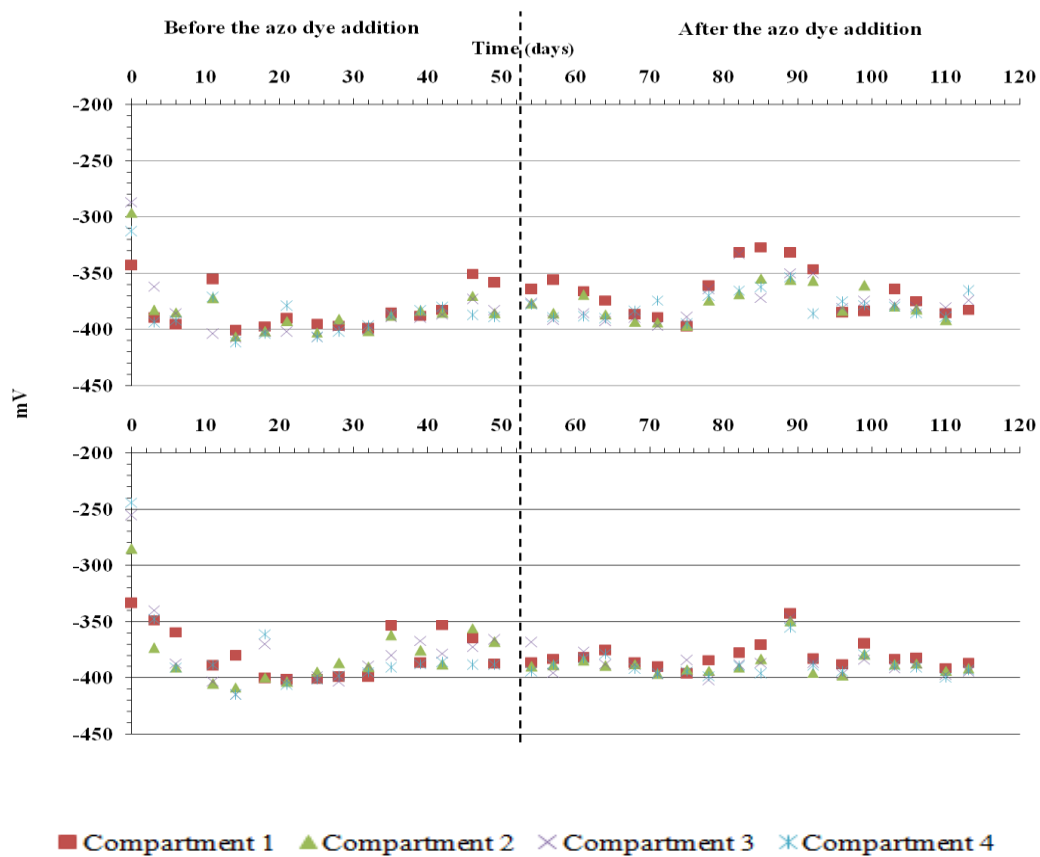 Before the azo dye addition
After the azo dye addition
Time (days)
0 10 20 30 40 50 60 70 80 90 100 110 120
-200
-250
-300
-350
-400
-450
mV
0 10 20 30 40 50 60 70 80 90 100 110 120
-200
-250
-300
-350
-400
-450
Compartment 1 Compartment 2 Compartment 3 Compartment 4